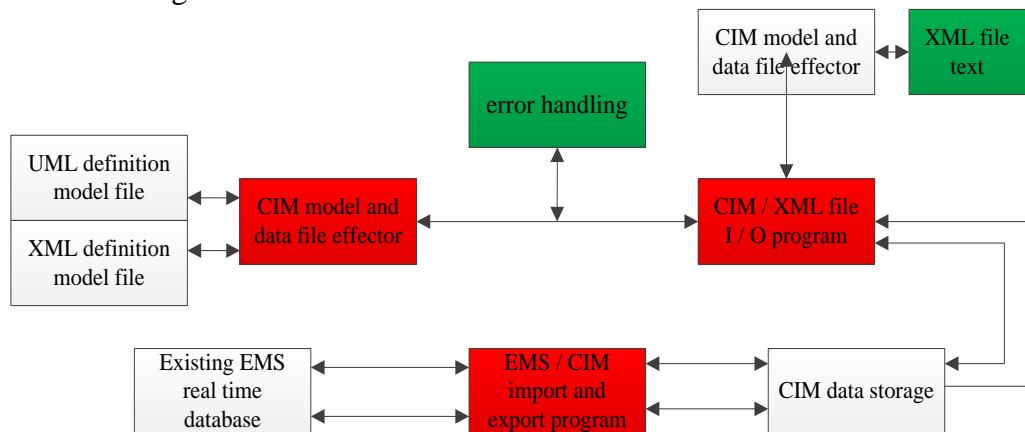 CIM model and
data file effector
XML file
text
error handling
UML definition
model file
XML definition
model file
CIM model and
data file effector
CIM / XML file
I / O program
Existing EMS
real time
database
EMS / CIM
import and
export program
CIM data storage